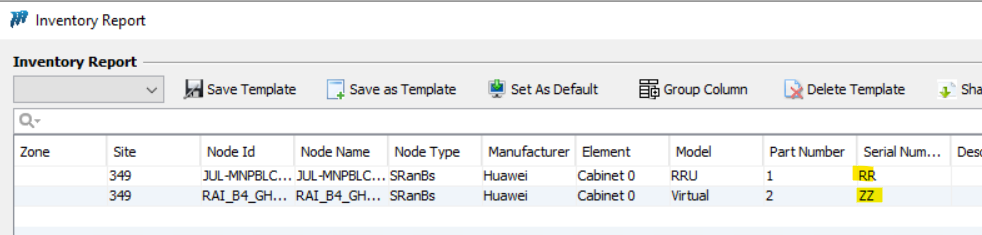 Inventory Report
Inventory Report
Save Template Save as Template Set As Default Group Column Delete Template Sha
Zone Site Node Id Node Name Node Type Manufacturer Element Model Part Number Serial Num... Desc
349 JUL-MNPBLC... JUL-MNPBLC... SRanBs Huawei Cabinet 0 RRU 1 RR
349 RAI_B4_GH... RAI_B4_GH... SRanBs Huawei Cabinet 0 Virtual 2 ZZ